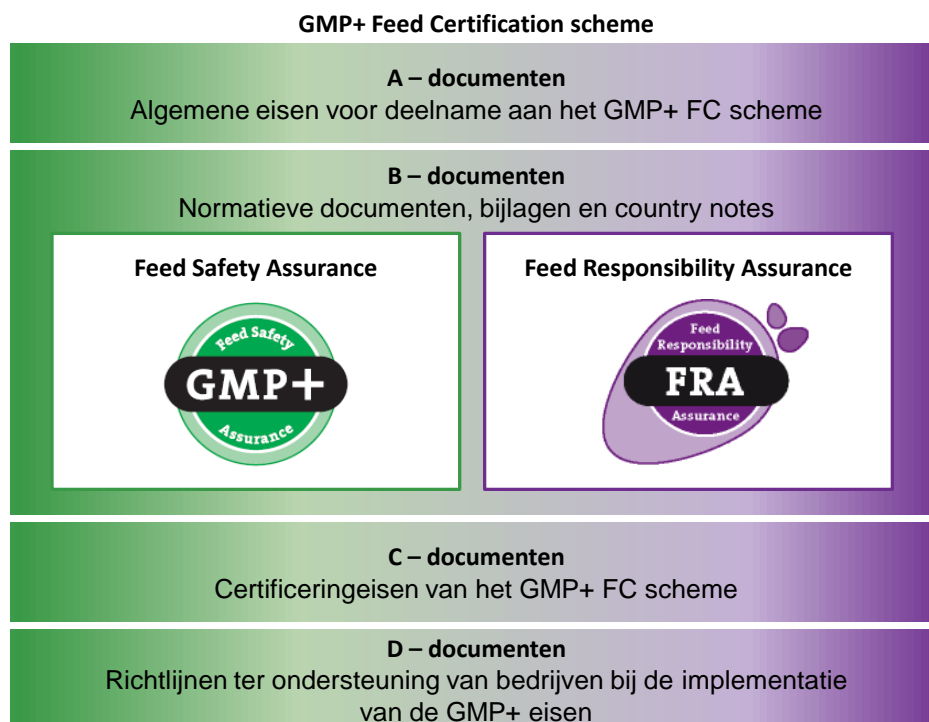 GMP+ Feed Certification scheme
A – documenten
Algemene eisen voor deelname aan het GMP+ FC scheme
B – documenten
Normatieve documenten, bijlagen en country notes
Feed Safety Assurance
Feed Safety
GMP+
Assurance
Feed Responsibility Assurance
Feed
Responsibility
FRA
Assurance
C – documenten
Certificeringeisen van het GMP+ FC scheme
D – documenten
Richtlijnen ter ondersteuning van bedrijven bij de implementatie
van de GMP+ eisen